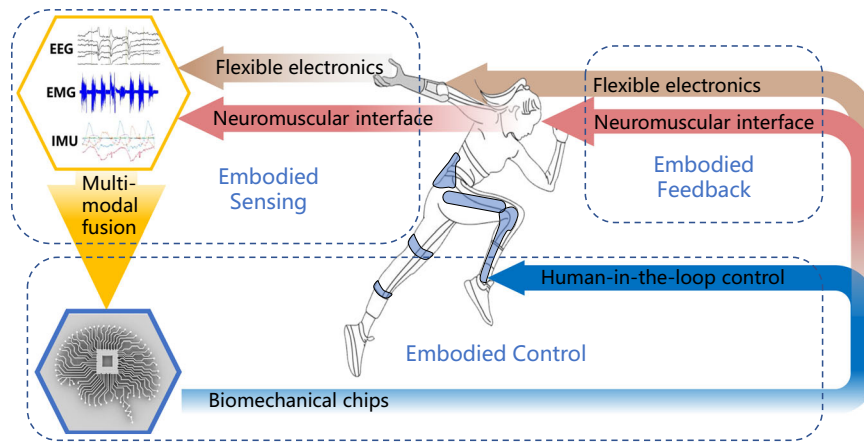 EEG
EMG
IMU
Flexible electronics
Neuromuscular interface
Embodied
Sensing
Multi-
modal
fusion
Flexible electronics
Neuromuscular interface
Embodied
Feedback
Human-in-the-loop control
Embodied Control
Biomechanical chips